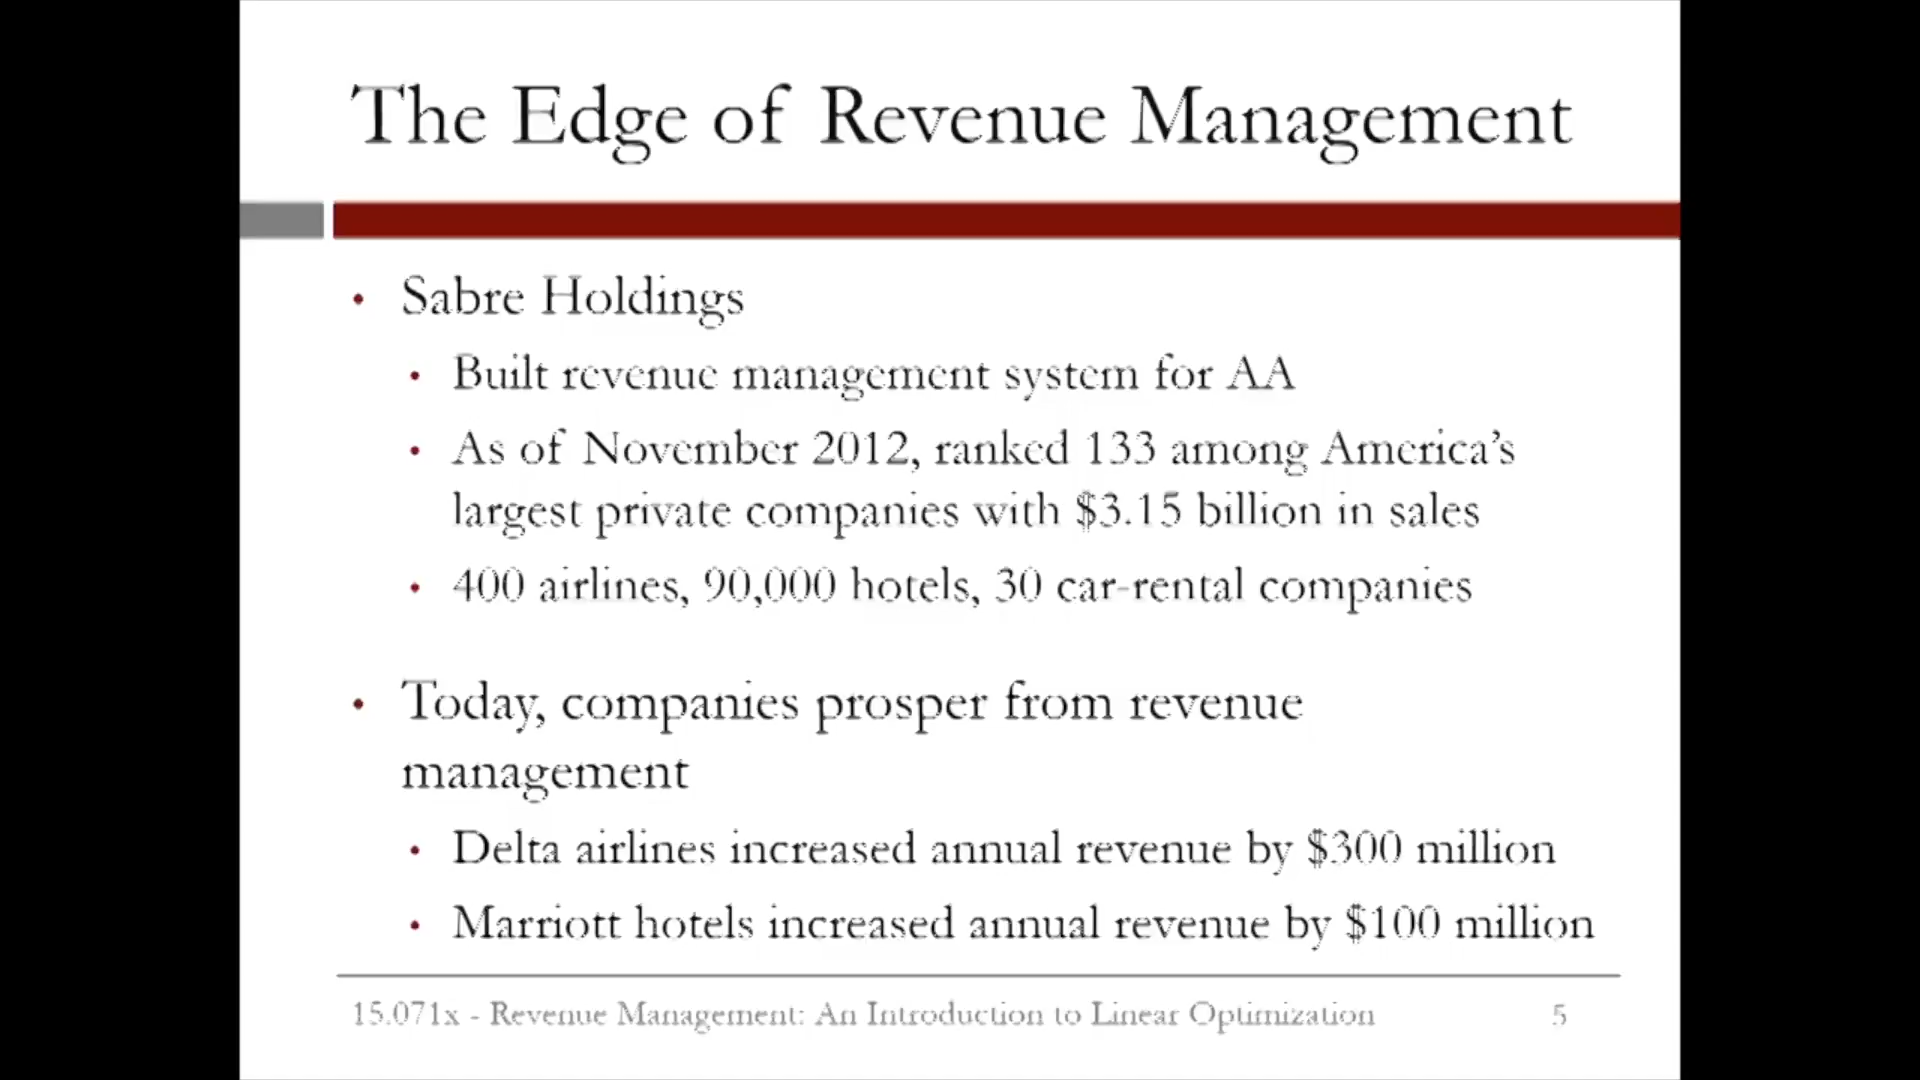 The Edge of Revenue Management
• Sabre Holdings
• Built revenue management system for AA
• As of November 2012, ranked 133 among America’s
largest private companies with $3.15 billion in sales
• 400 airlines, 90,000 hotels, 30 car-rental companies
• Today, companies prosper from revenue
management
• Delta airlines increased annual revenue by $300 million
• Marriott hotels increased annual revenue by $100 million
15.071x - Revenue Management: An Introduction to Linear Optimization 5